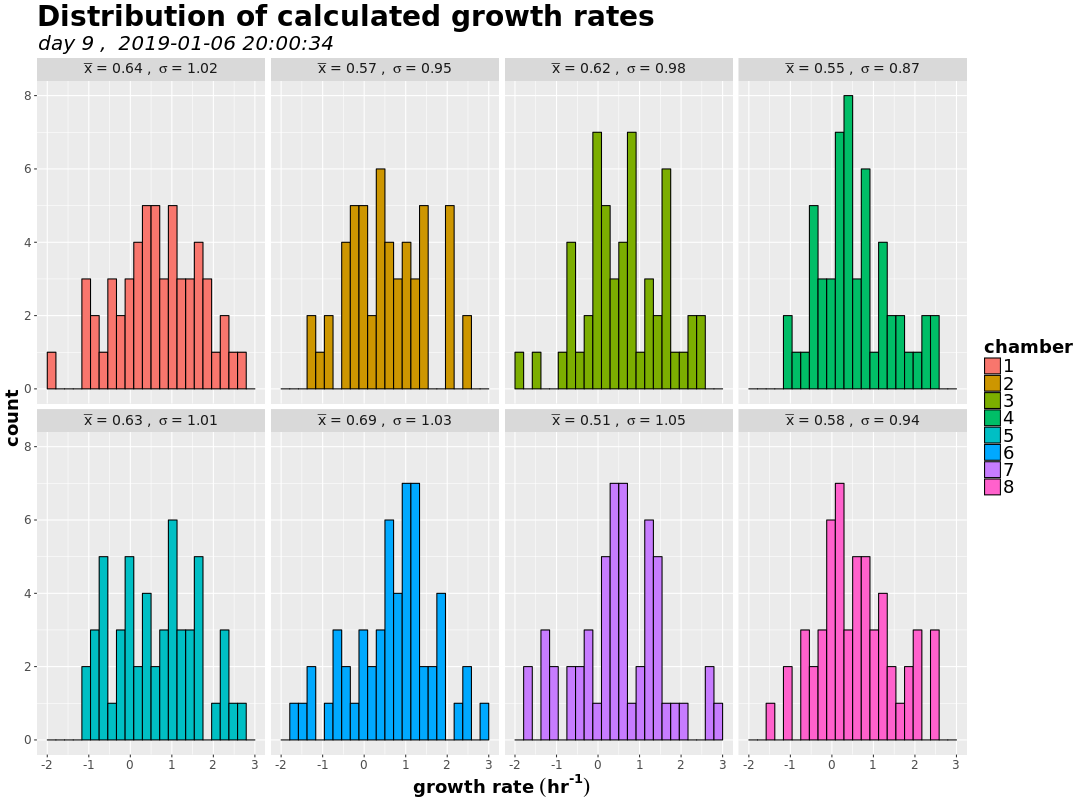 Distribution of calculated growth rates
day 9 ,  2019-01-06 20:00:34
x̅ = 0.64 ,  σ = 1.02
x̅ = 0.57 ,  σ = 0.95
x̅ = 0.62 ,  σ = 0.98
x̅ = 0.55 ,  σ = 0.87
8
6
4
2
0
count
x̅ = 0.63 ,  σ = 1.01
x̅ = 0.69 ,  σ = 1.03
x̅ = 0.51 ,  σ = 1.05
x̅ = 0.58 ,  σ = 0.94
8
6
4
2
0
-2 -1 0 1 2 3
-2 -1 0 1 2 3
-2 -1 0 1 2 3
-2 -1 0 1 2 3
growth rate (hr⁻¹)
chamber
1
2
3
4
5
6
7
8